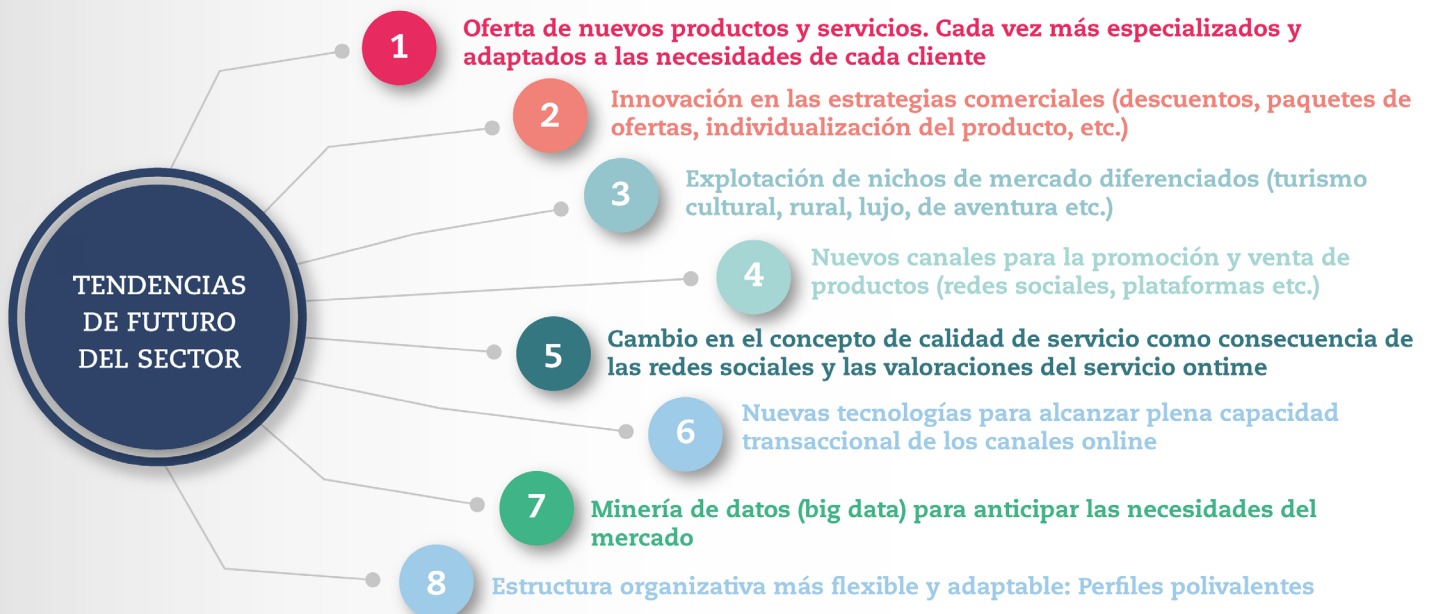 TENDENCIAS
DE FUTURO
DEL SECTOR
1
Oferta de nuevos productos y servicios. Cada vez más especializados y
adaptados a las necesidades de cada cliente
2
Innovación en las estrategias comerciales (descuentos, paquetes de
ofertas, individualización del producto, etc.)
3
Explotación de nichos de mercado diferenciados (turismo
cultural, rural, lujo, de aventura etc.)
4
Nuevos canales para la promoción y venta de
productos (redes sociales, plataformas etc.)
5
Cambio en el concepto de calidad de servicio como consecuencia de
las redes sociales y las valoraciones del servicio ontime
6
Nuevas tecnologías para alcanzar plena capacidad
transaccional de los canales online
7
Minería de datos (big data) para anticipar las necesidades del
mercado
8
Estructura organizativa más flexible y adaptable: Perfiles polivalentes